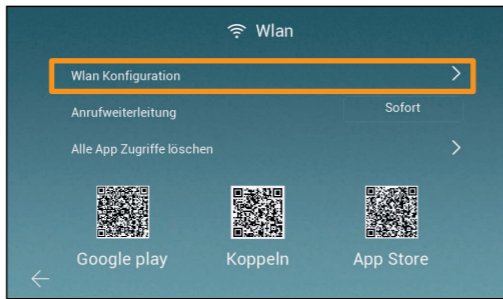 Wlan
Wlan Konfiguration
Anrufweiterleitung
Sofort
Alle App Zugriffe löschen
Google play
Koppeln
App Store